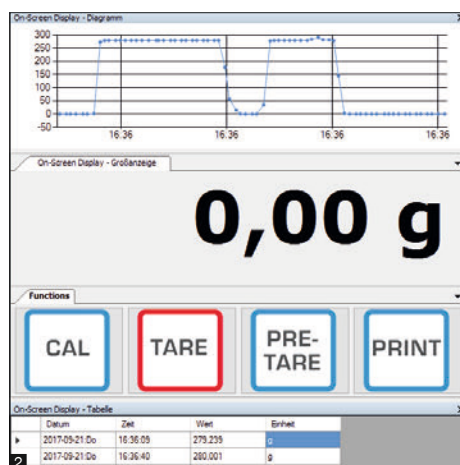 On-Screen Display - Diagramm
300
250
200
150
100
50
0
-50
16:36 16:36 16:36 16:36
On-Screen Display - Großanzeige
0,00 g
Functions
CAL TARE PRE-TARE PRINT
On-Screen Display - Tabelle
Datum Zeit Wert Einheit
2017-09-21:Do 16:36:09 279.239 g
2017-09-21:Do 16:36:40 280.001 g
2